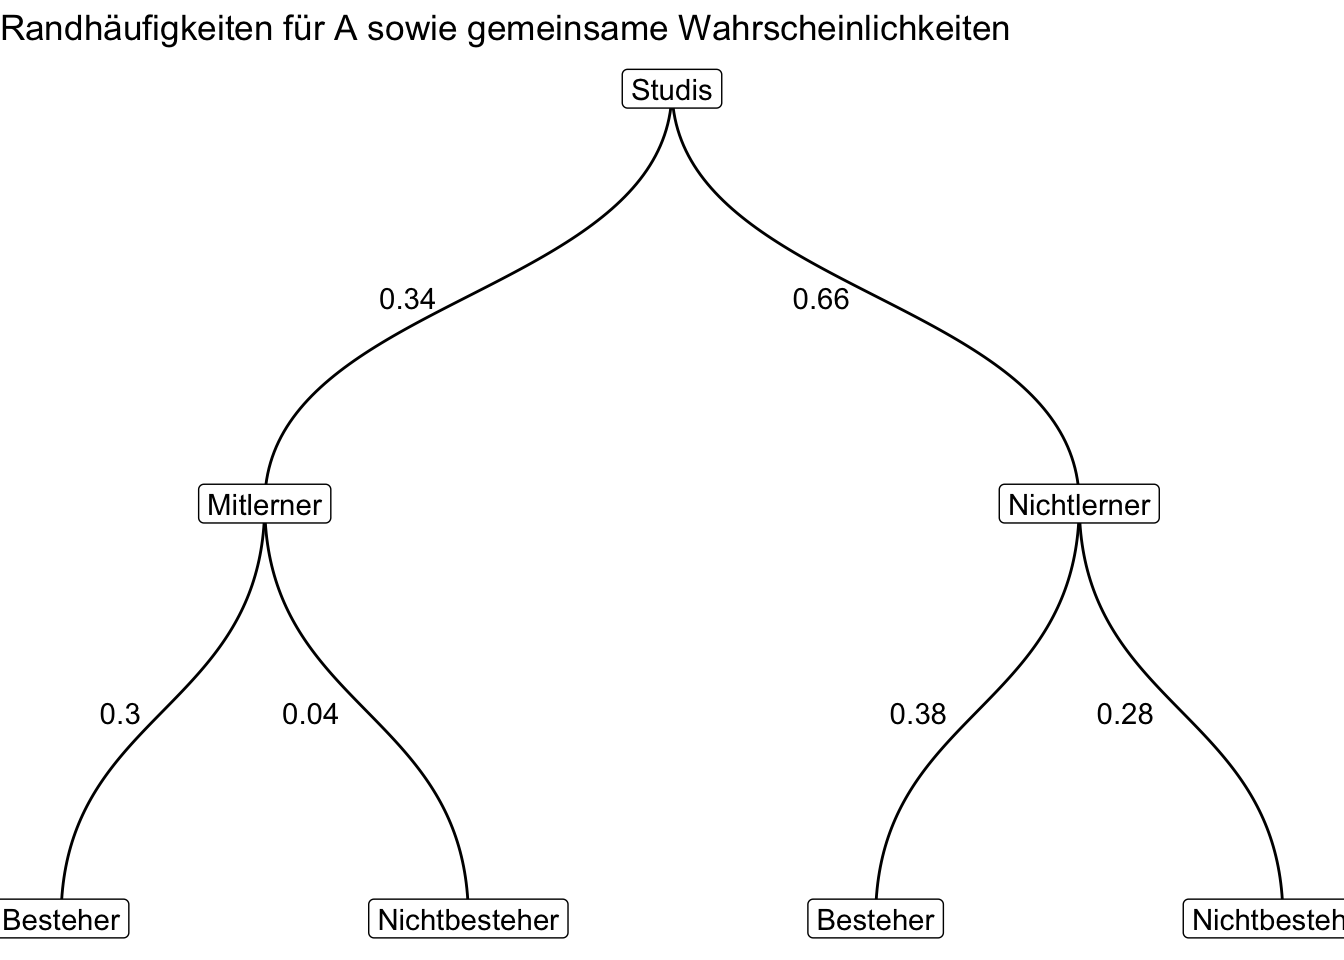 Randhäufigkeiten für A sowie gemeinsame Wahrscheinlichkeiten
Studis
0.34 0.66
Mitlerner Nichtlerner
0.3 0.04 0.38 0.28
Besteher Nichtbesteher Besteher Nichtbesteh